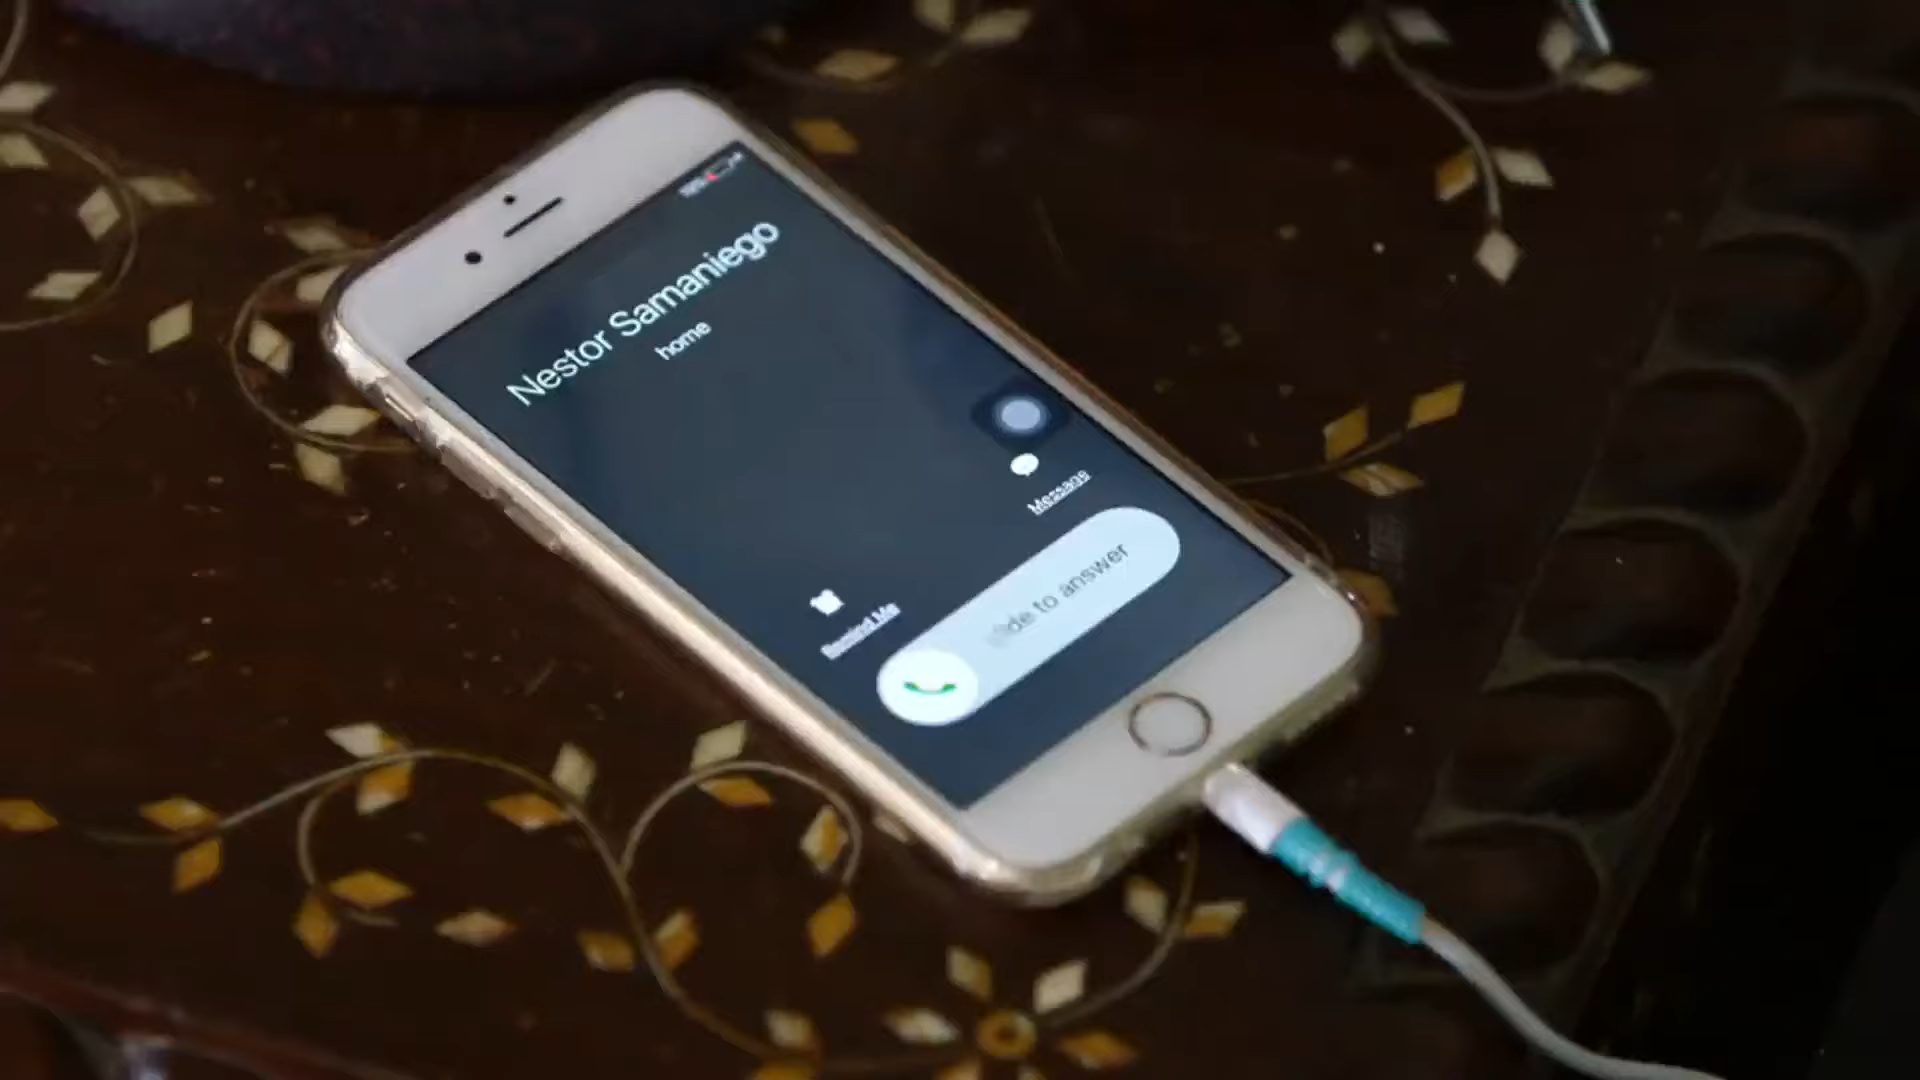 Nestor Samaniego
home
Message
Remind Me
to answer